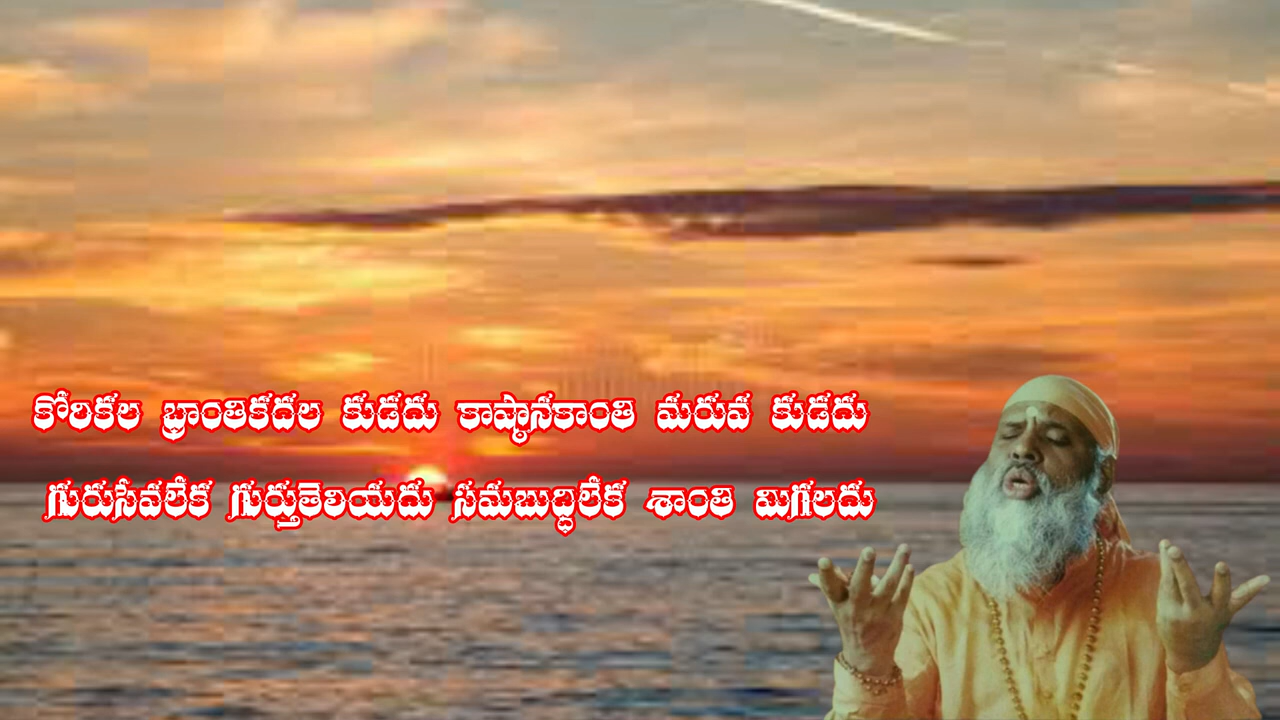 కోరికల భ్రాంతికదల కుడదు కాష్ఠానకాంతి మరువ కుడదు
గురుసేవలేక గుర్తుతెలియదు సమబుద్ధిలేక శాంతి మిగలదు